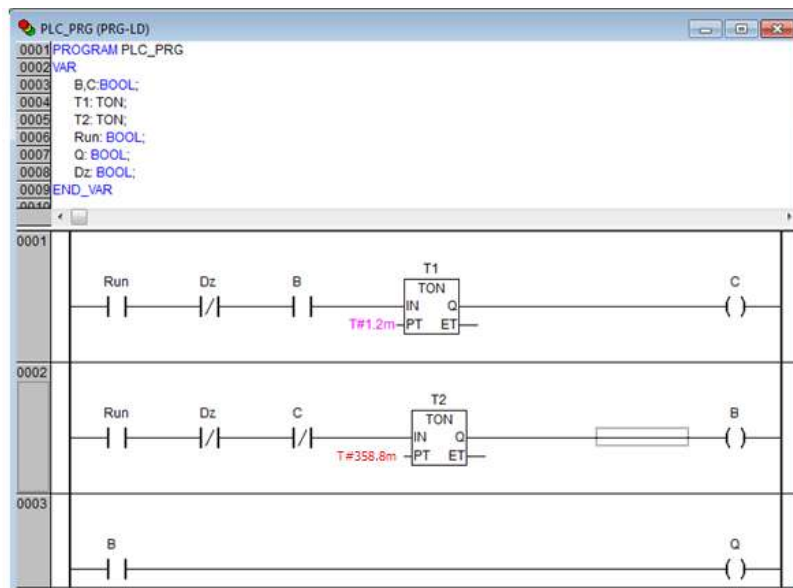 PLC_PRG (PRG-LD)
0001 PROGRAM PLC_PRG
0002 VAR
0003 B,C:BOOL;
0004 T1: TON;
0005 T2: TON;
0006 Run: BOOL;
0007 Q: BOOL;
0008 Dz: BOOL;
0009 END_VAR
0010
0001
T1
Run Dz B TON C
IN Q
T#1.2m PT ET
0002
T2
Run Dz C TON B
IN Q
T#358.8m PT ET
0003
B Q